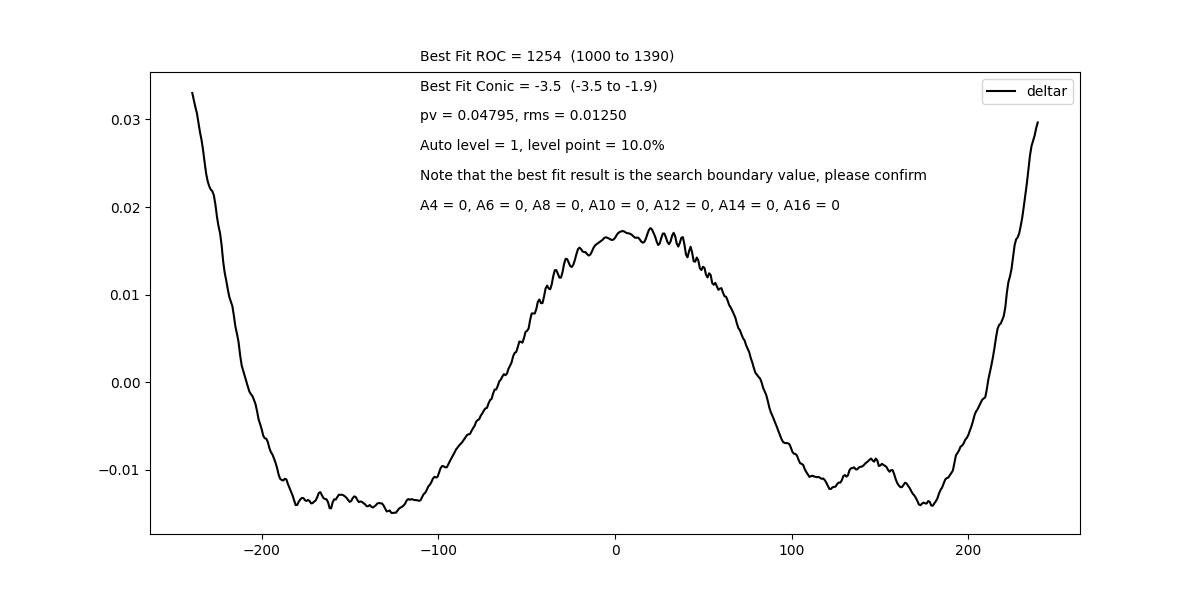 Best Fit ROC = 1254  (1000 to 1390)
Best Fit Conic = -3.5  (-3.5 to -1.9)
deltar
pv = 0.04795, rms = 0.01250
Auto level = 1, level point = 10.0%
Note that the best fit result is the search boundary value, please confirm
A4 = 0, A6 = 0, A8 = 0, A10 = 0, A12 = 0, A14 = 0, A16 = 0
0.03
0.02
0.01
0.00
−0.01
−200
−100
0
100
200